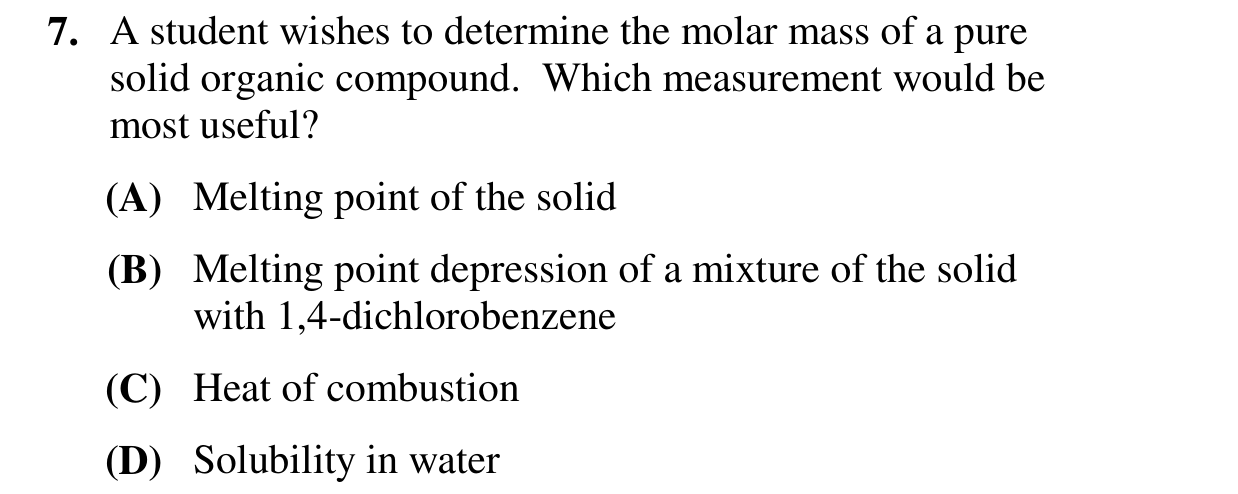 7. A student wishes to determine the molar mass of a pure
solid organic compound. Which measurement would be
most useful?
(A) Melting point of the solid
(B) Melting point depression of a mixture of the solid
with 1,4-dichlorobenzene
(C) Heat of combustion
(D) Solubility in water